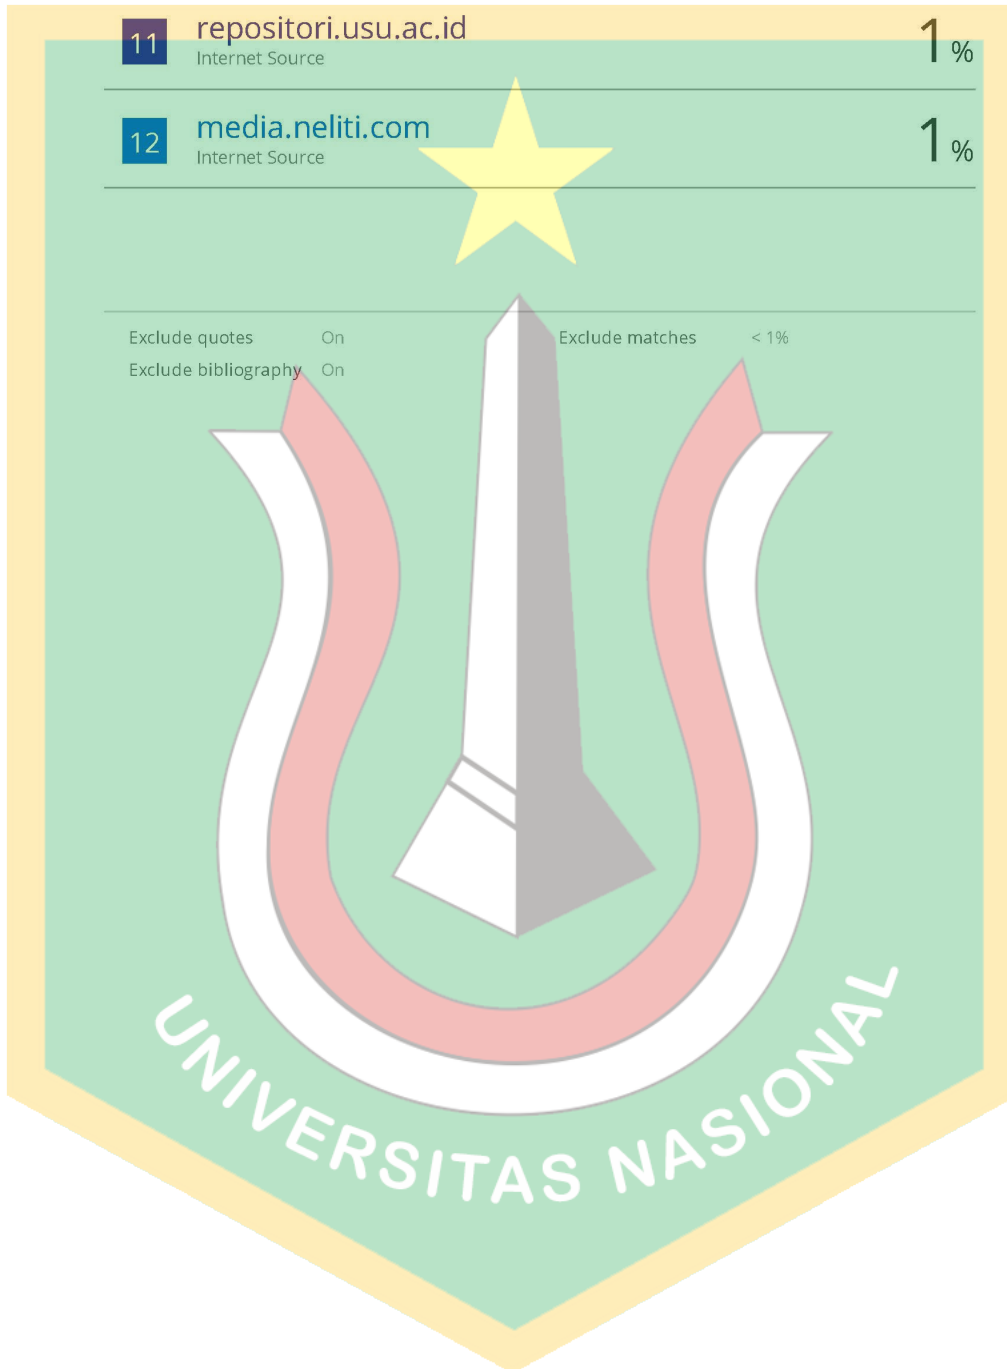 11 repositori.usu.ac.id 1%
Internet Source
12 media.neliti.com 1%
Internet Source
Exclude quotes On Exclude matches < 1%
Exclude bibliography On
UNIVERSITAS NASIONAL